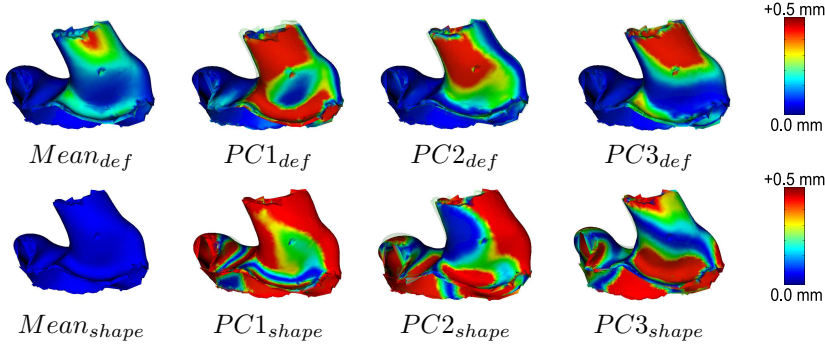 +0.5 mm
0.0 mm
Mean_def PC1_def PC2_def PC3_def
+0.5 mm
0.0 mm
Mean_shape PC1_shape PC2_shape PC3_shape